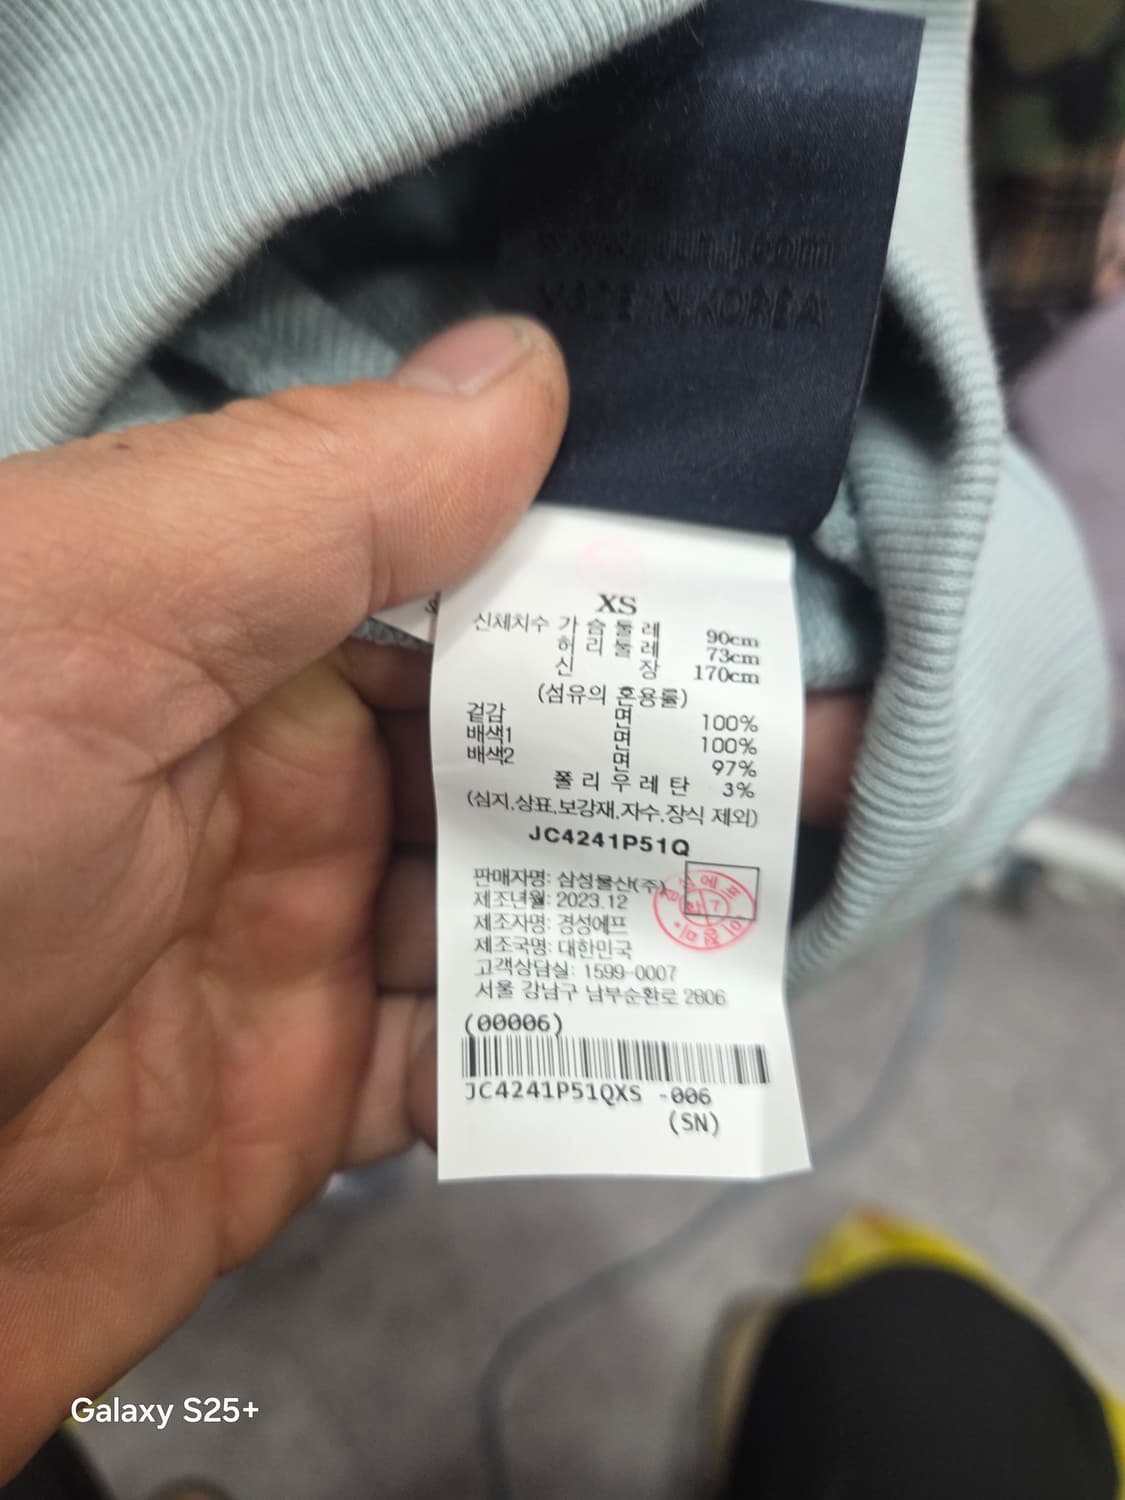 MADE IN KOREA
XS
신체치수 가슴둘레 90cm
허리둘레 73cm
신장 170cm
(섬유의 혼용률)
겉감 면 100%
배색1 면 100%
배색2 면 97%
폴리우레탄 3%
(심지,상표,보강재,자수,장식 제외)
JC4241P51Q
판매자명: 삼성물산(주)
제조년월: 2023.12
제조자명: 경성에프
제조국명: 대한민국
고객상담실: 1599-0007
서울 강남구 남부순환로 2806
(00006)
JC4241P51QXS -006
(SN)
Galaxy S25+